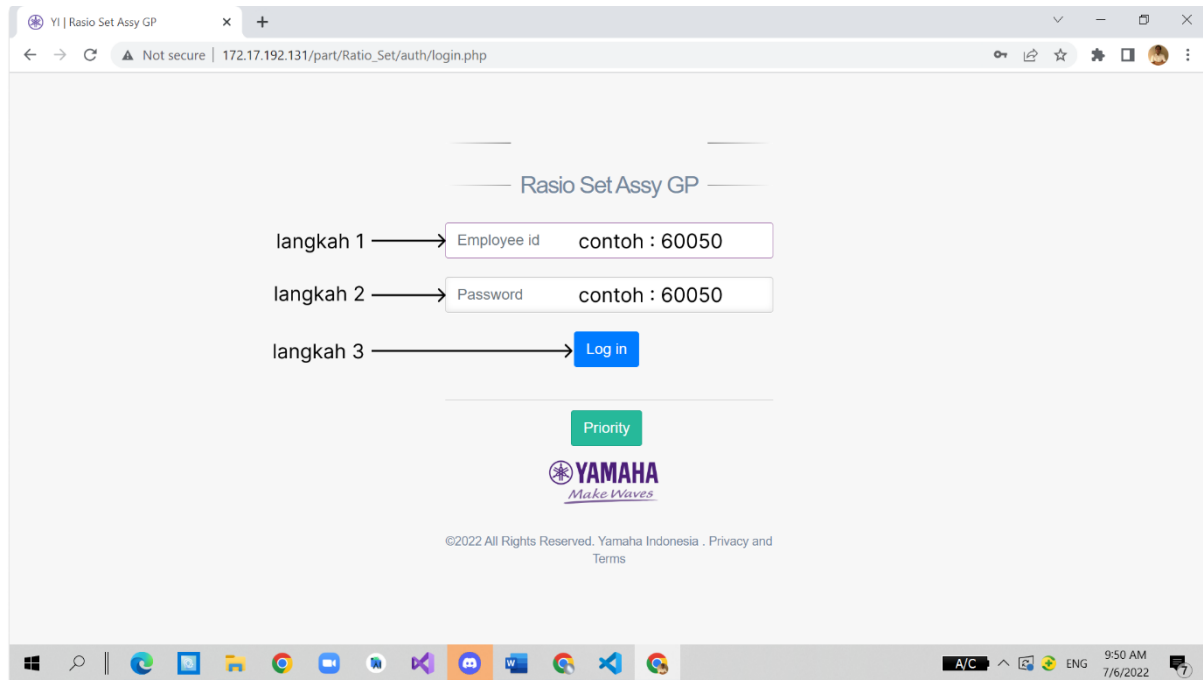 YI | Rasio Set Assy GP
Not secure | 172.17.192.131/part/Ratio_Set/auth/login.php
Rasio Set Assy GP
langkah 1 Employee id contoh : 60050
langkah 2 Password contoh : 60050
langkah 3 Log in
Priority
YAMAHA
Make Waves
©2022 All Rights Reserved. Yamaha Indonesia . Privacy and
Terms
A/C ENG 9:50 AM
7/6/2022 7